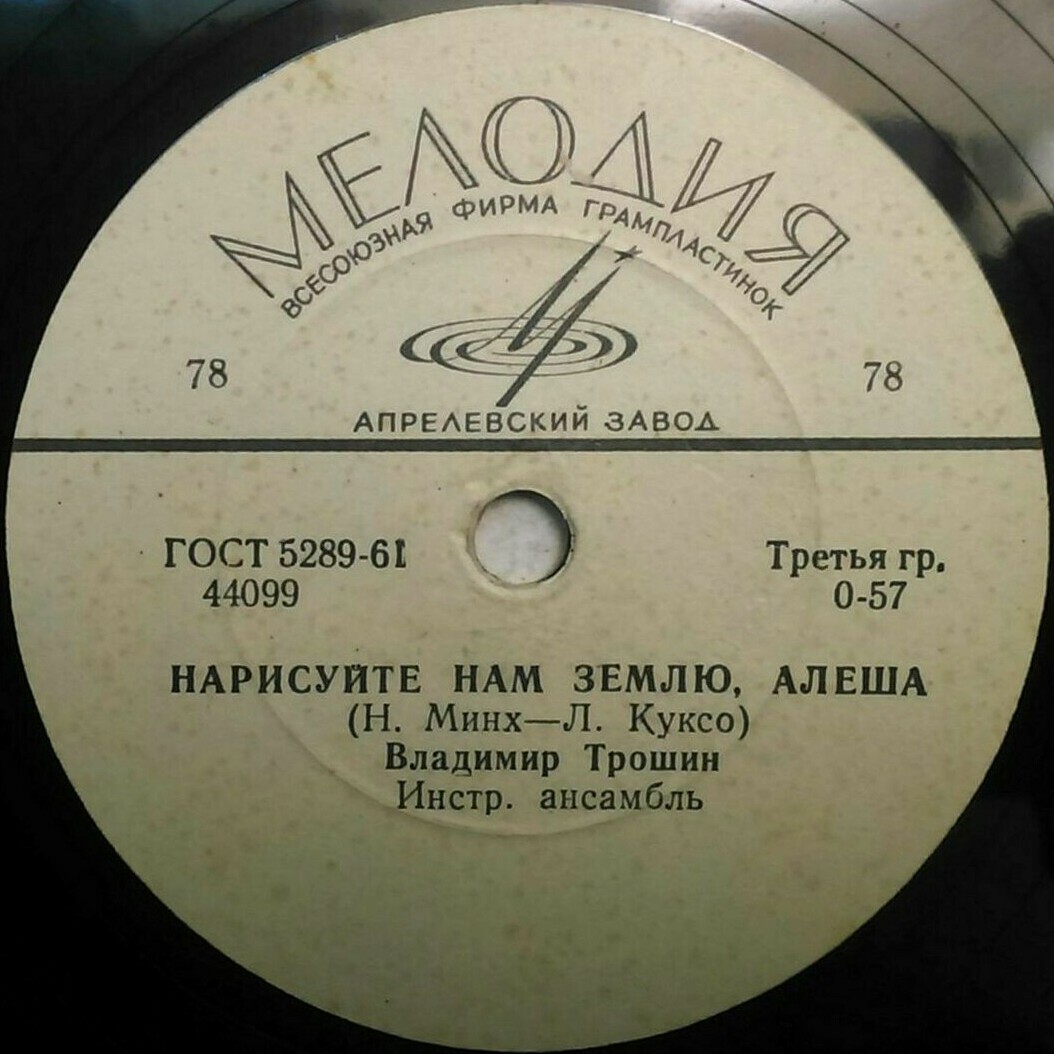 МЕЛОДИЯ
ВСЕСОЮЗНАЯ ФИРМА ГРАМПЛАСТИНОК
78 78
АПРЕЛЕВСКИЙ ЗАВОД
ГОСТ 5289-61 Третья гр.
44099 0-57
НАРИСУЙТЕ НАМ ЗЕМЛЮ, АЛЕША
(Н. Минх—Л. Куксо)
Владимир Трошин
Инстр. ансамбль